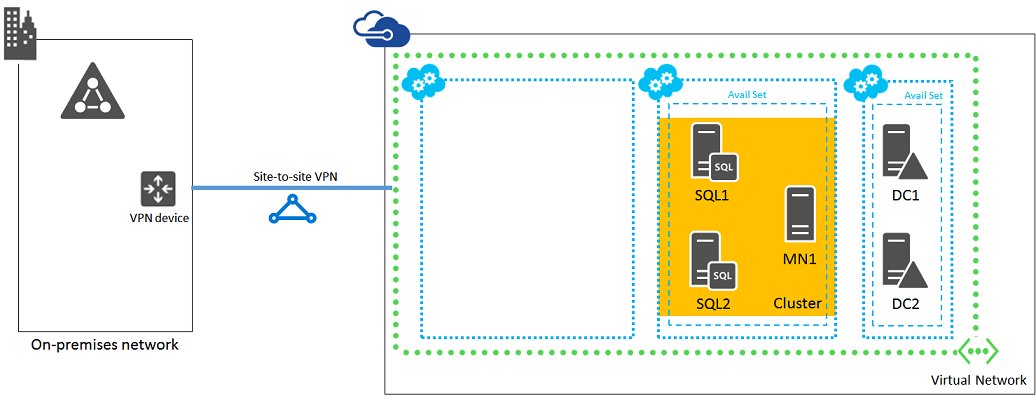 Site-to-site VPN
VPN device
On-premises network
Avail Set
SQL
SQL1
MN1
SQL
SQL2
Cluster
Avail Set
DC1
DC2
Virtual Network